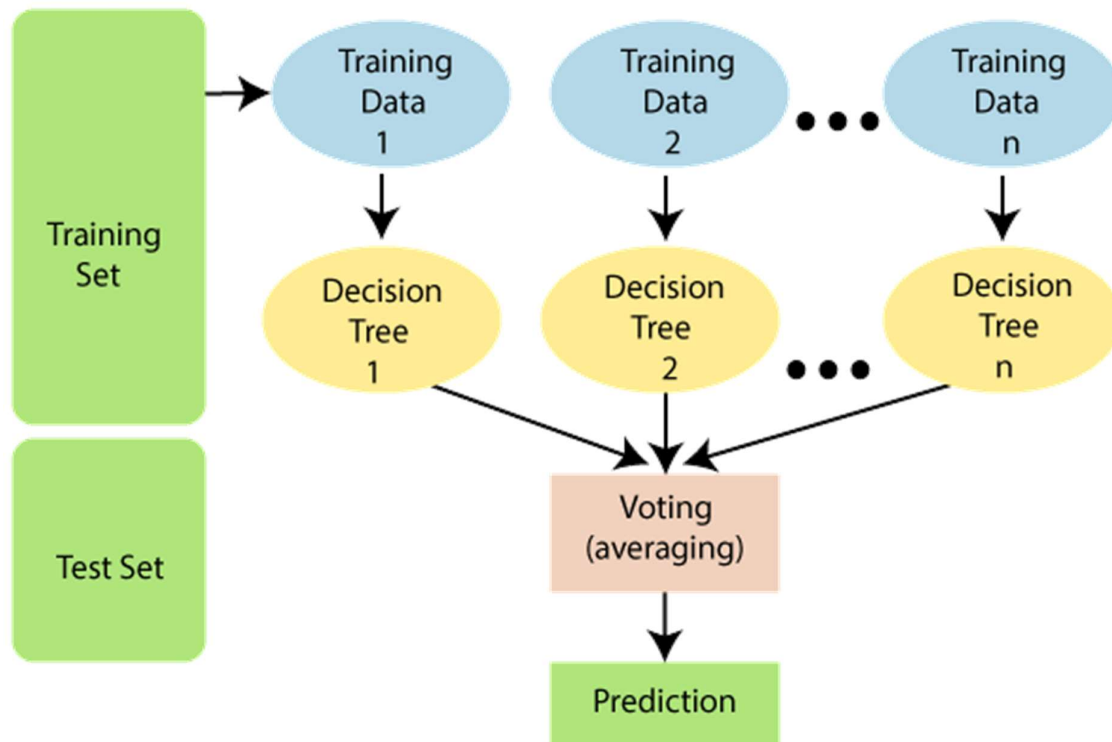 Training
Set
Test Set
Training
Data
1
Training
Data
2
Training
Data
n
Decision
Tree
1
Decision
Tree
2
Decision
Tree
n
Voting
(averaging)
Prediction